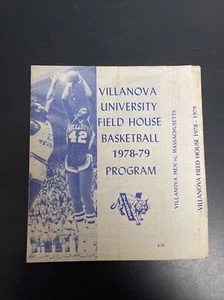 VILLANOVA
UNIVERSITY
FIELD HOUSE
BASKETBALL
1978-79
PROGRAM
42
VILLANOVA MEN vs. MASSACHUSETTS
VILLANOVA FIELD HOUSE 1978 - 1979